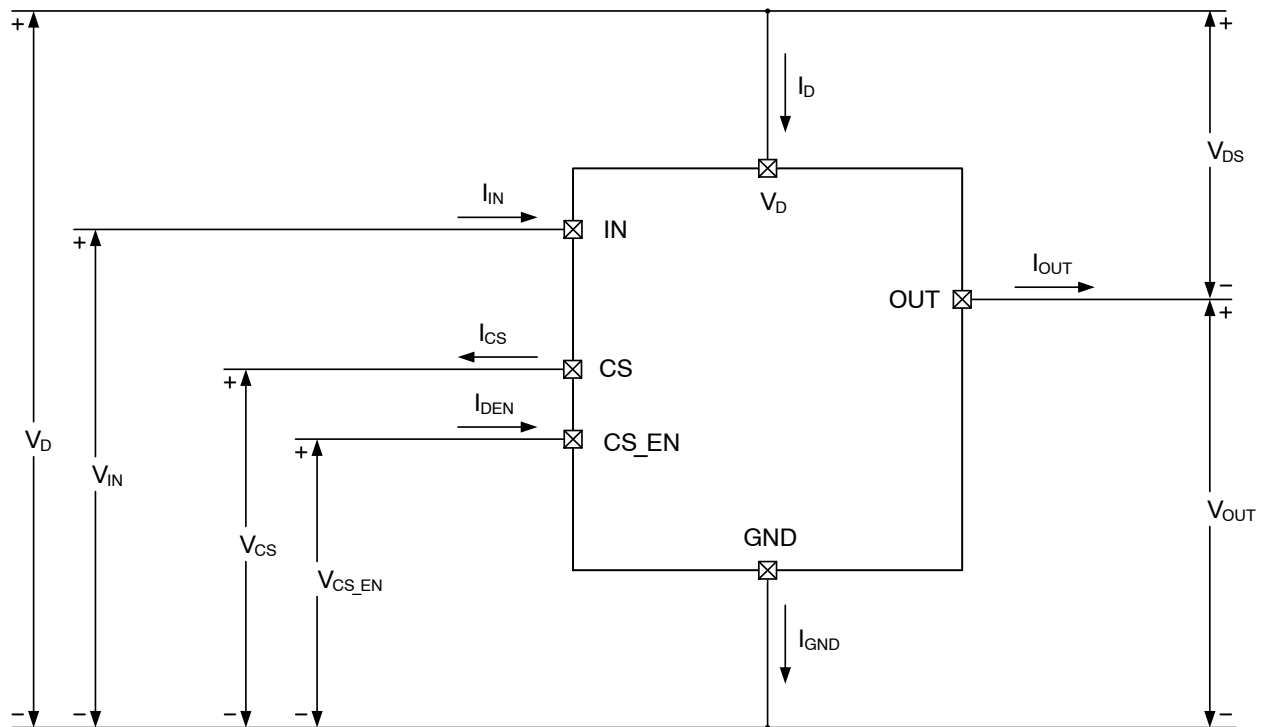 +
+
I_D
V_DS
I_IN
V_D
+
IN
I_OUT
OUT
−
+
I_CS
+
CS
I_DEN
V_D
+
CS_EN
V_IN
V_OUT
GND
V_CS
V_CS_EN
I_GND
− − − −
−